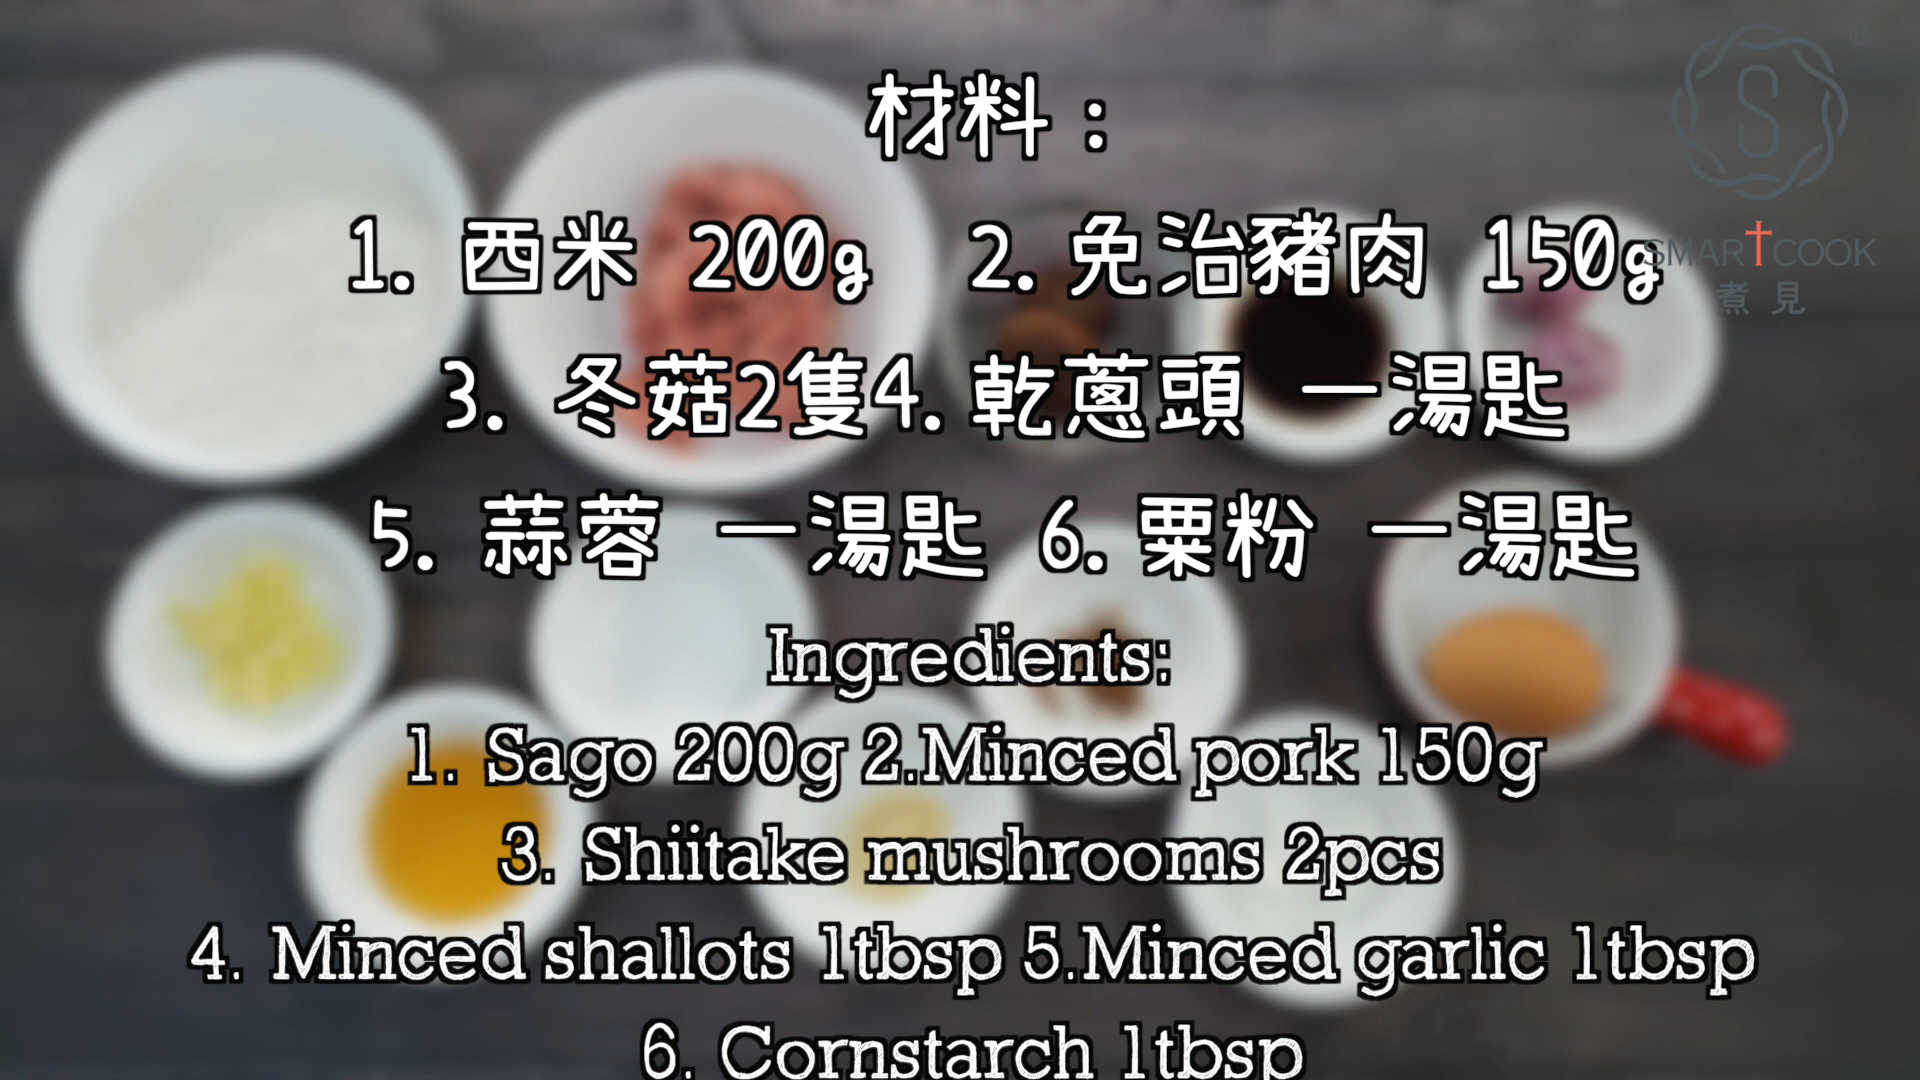 材料：
1. 西米 200g 2. 免治豬肉 150g
3. 冬菇2隻4. 乾蔥頭 一湯匙
5. 蒜蓉 一湯匙 6. 粟粉 一湯匙
Ingredients:
1. Sago 200g 2.Minced pork 150g
3. Shiitake mushrooms 2pcs
4. Minced shallots 1tbsp 5.Minced garlic 1tbsp
6. Cornstarch 1tbsp
®
S
SMARTCOOK
煮見